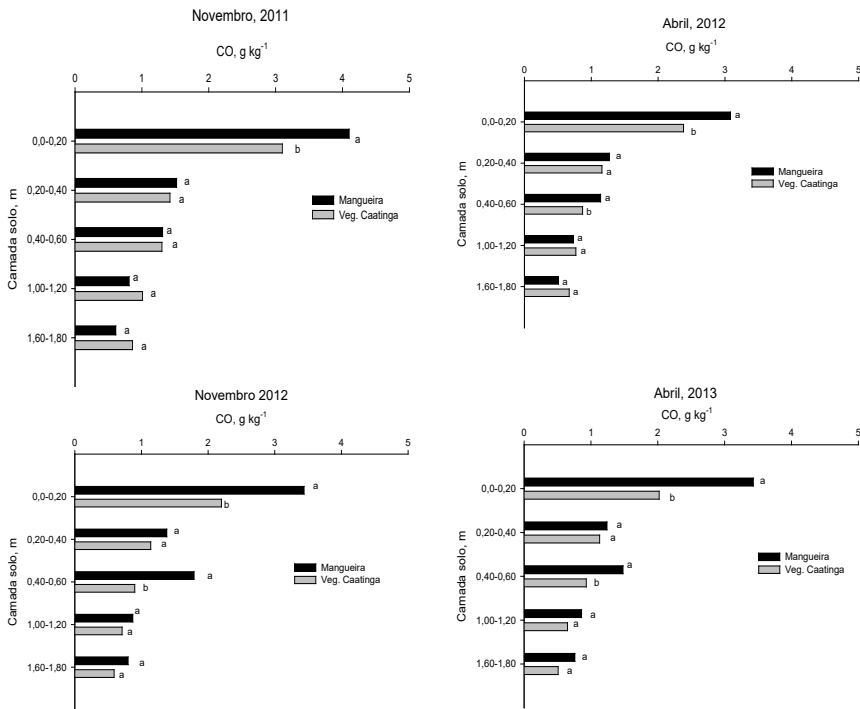 Novembro, 2011
CO, g kg-1
0 1 2 3 4 5
Camada solo, m
0,0-0,20
a
b
0,20-0,40
a
a
0,40-0,60
a
a
1,00-1,20
a
a
1,60-1,80
a
a
Mangueira
Veg. Caatinga
Abril, 2012
CO, g kg-1
0 1 2 3 4 5
Camada solo, m
0,0-0,20
a
b
0,20-0,40
a
a
0,40-0,60
a
b
1,00-1,20
a
a
1,60-1,80
a
a
Mangueira
Veg. Caatinga
Novembro 2012
CO, g kg-1
0 1 2 3 4 5
Camada solo, m
0,0-0,20
a
b
0,20-0,40
a
a
0,40-0,60
a
b
1,00-1,20
a
a
1,60-1,80
a
a
Mangueira
Veg. Caatinga
Abril, 2013
CO, g kg-1
0 1 2 3 4 5
Camada solo, m
0,0-0,20
a
b
0,20-0,40
a
a
0,40-0,60
a
b
1,00-1,20
a
a
1,60-1,80
a
a
Mangueira
Veg. Caatinga